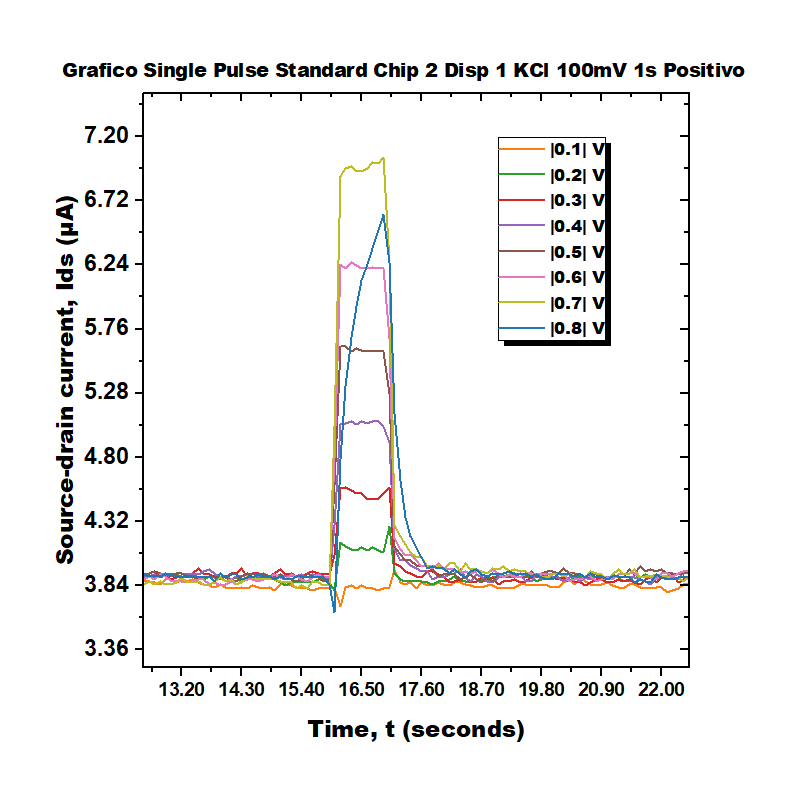 Grafico Single Pulse Standard Chip 2 Disp 1 KCl 100mV 1s Positivo
7.20
6.72
6.24
5.76
5.28
4.80
4.32
3.84
3.36
Source-drain current, Ids (µA)
|0.1| V
|0.2| V
|0.3| V
|0.4| V
|0.5| V
|0.6| V
|0.7| V
|0.8| V
13.20 14.30 15.40 16.50 17.60 18.70 19.80 20.90 22.00
Time, t (seconds)